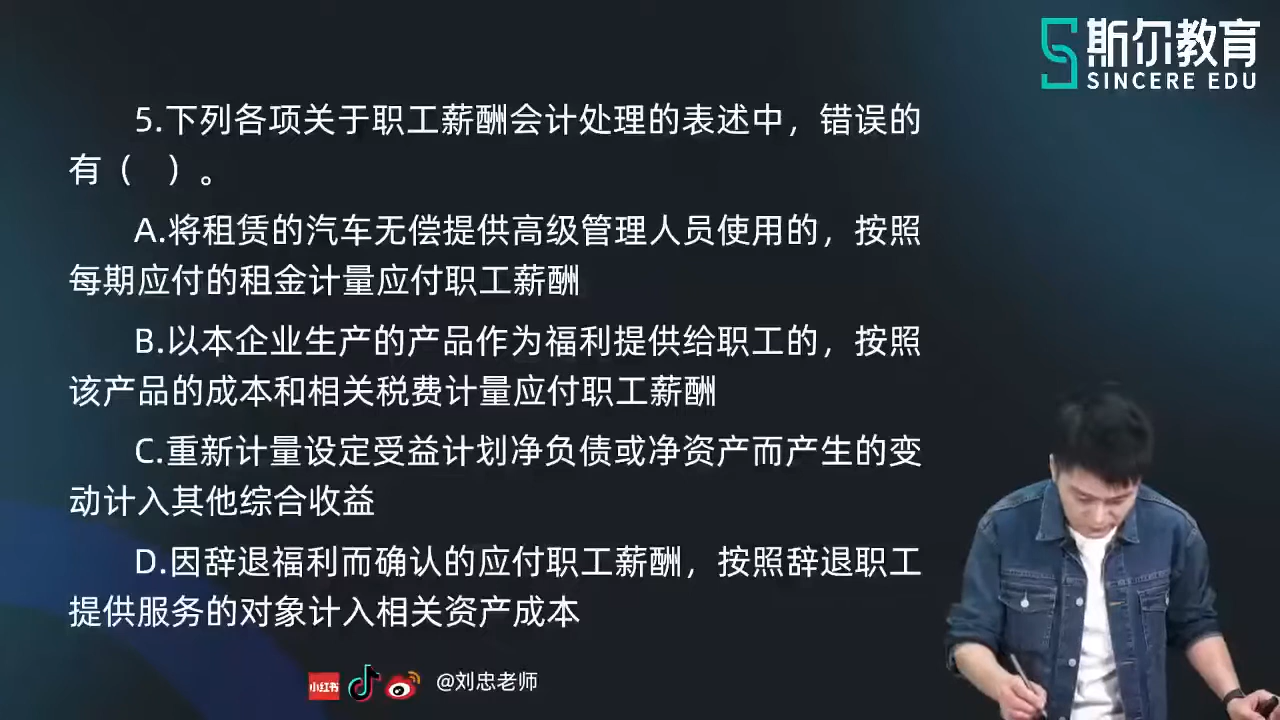 斯尔教育
SINCERE EDU
5.下列各项关于职工薪酬会计处理的表述中，错误的
有（ ）。
A.将租赁的汽车无偿提供高级管理人员使用的，按照
每期应付的租金计量应付职工薪酬
B.以本企业生产的产品作为福利提供给职工的，按照
该产品的成本和相关税费计量应付职工薪酬
C.重新计量设定受益计划净负债或净资产而产生的变
动计入其他综合收益
D.因辞退福利而确认的应付职工薪酬，按照辞退职工
提供服务的对象计入相关资产成本
小红书
@刘忠老师